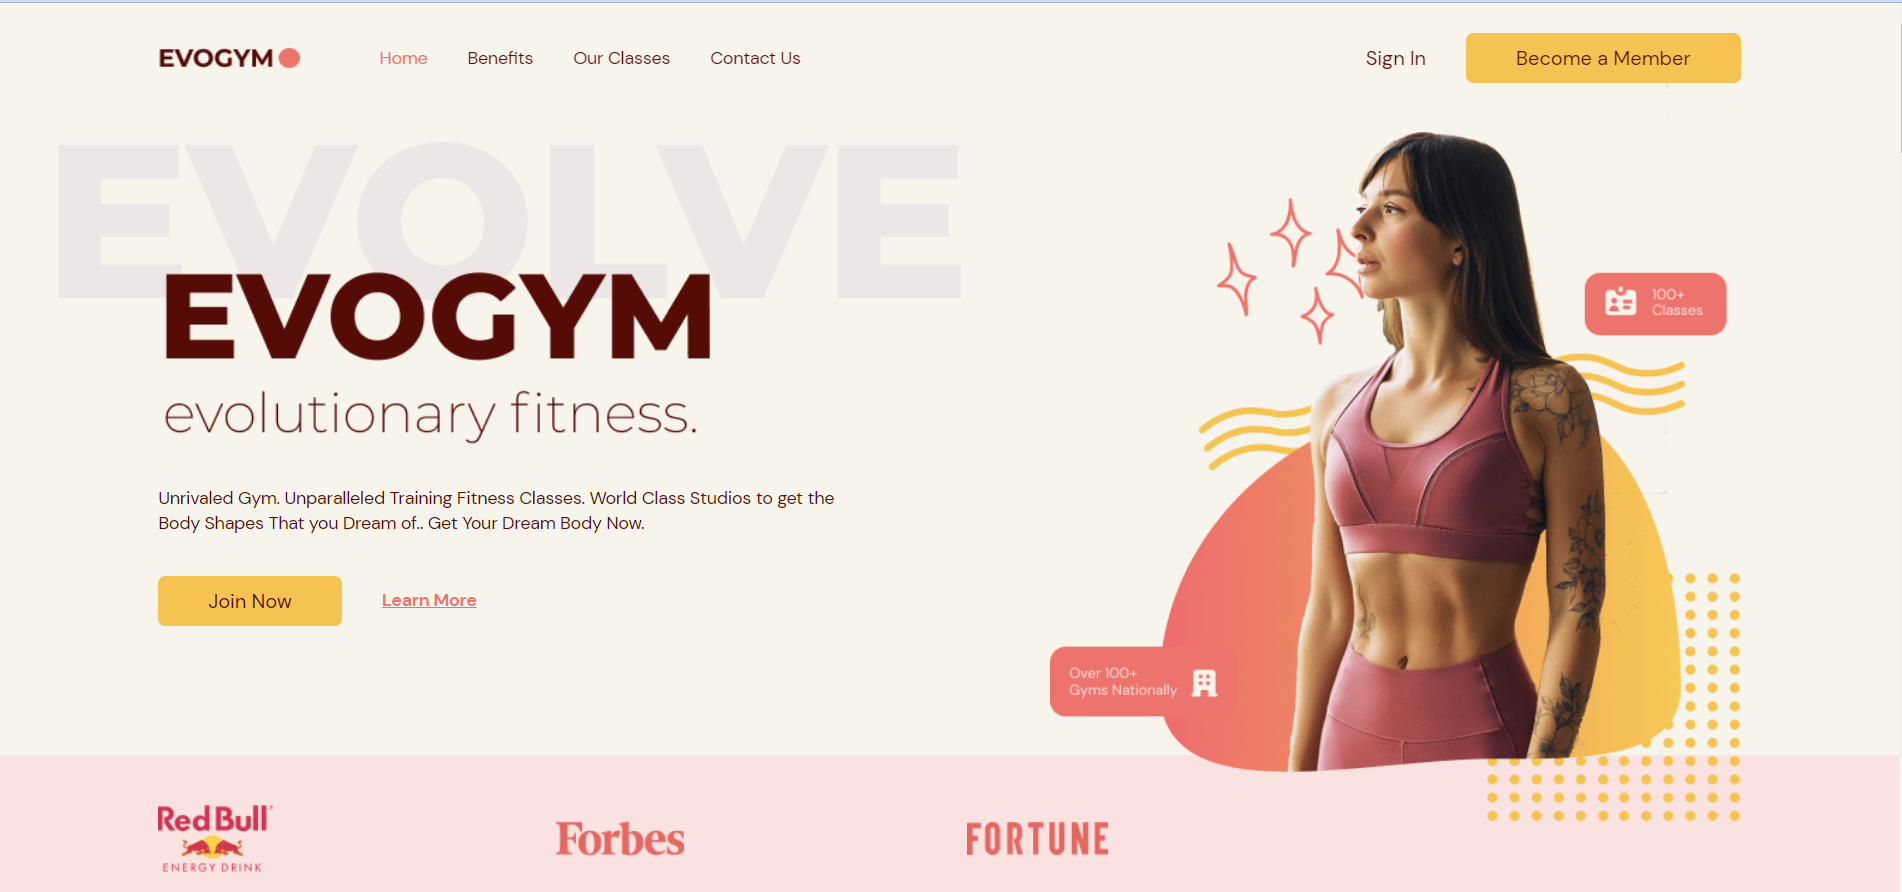 EVOGYM
Home
Benefits
Our Classes
Contact Us
Sign In
Become a Member
EVOLVE
EVOGYM
evolutionary fitness.
Unrivaled Gym. Unparalleled Training Fitness Classes. World Class Studios to get the
Body Shapes That you Dream of.. Get Your Dream Body Now.
Join Now
Learn More
100+
Classes
Over 100+
Gyms Nationally
Red Bull
ENERGY DRINK
Forbes
FORTUNE